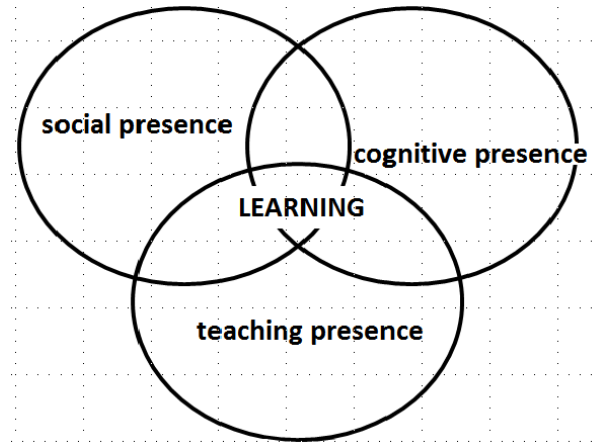 social presence
cognitive presence
LEARNING
teaching presence